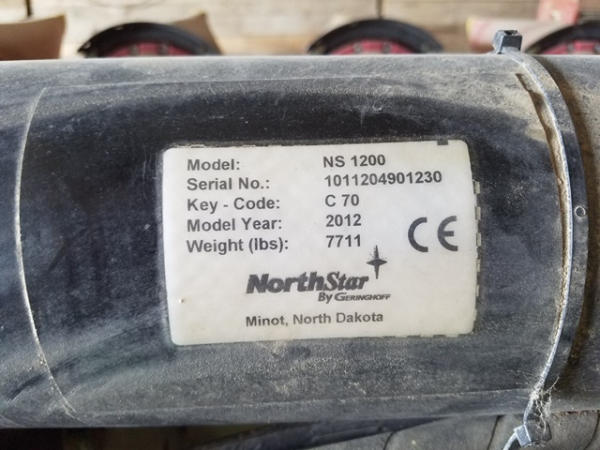 Model: NS 1200
Serial No.: 1011204901230
Key - Code: C 70
Model Year: 2012
Weight (lbs): 7711
CE
NorthStar
By GERINGHOFF
Minot, North Dakota